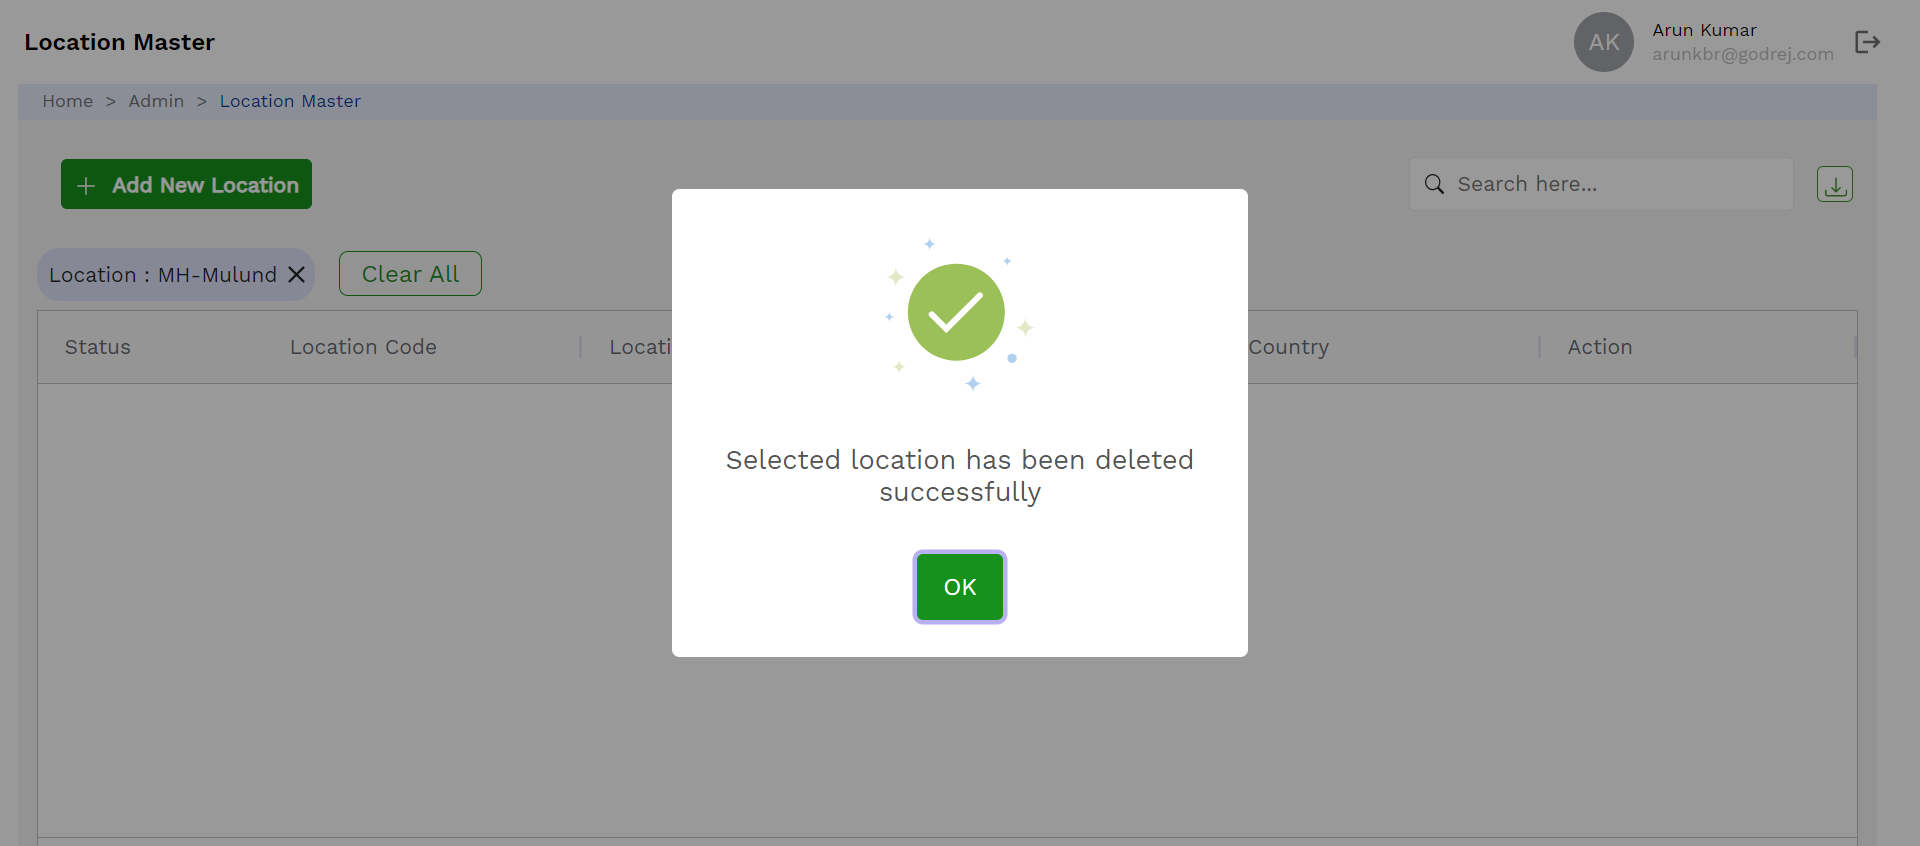 Location Master
AK
Arun Kumar
arunkbr@godrej.com
Home > Admin > Location Master
+ Add New Location
Search here...
Location : MH-Mulund
Clear All
Status Location Code Locati Country Action
Selected location has been deleted
successfully
OK